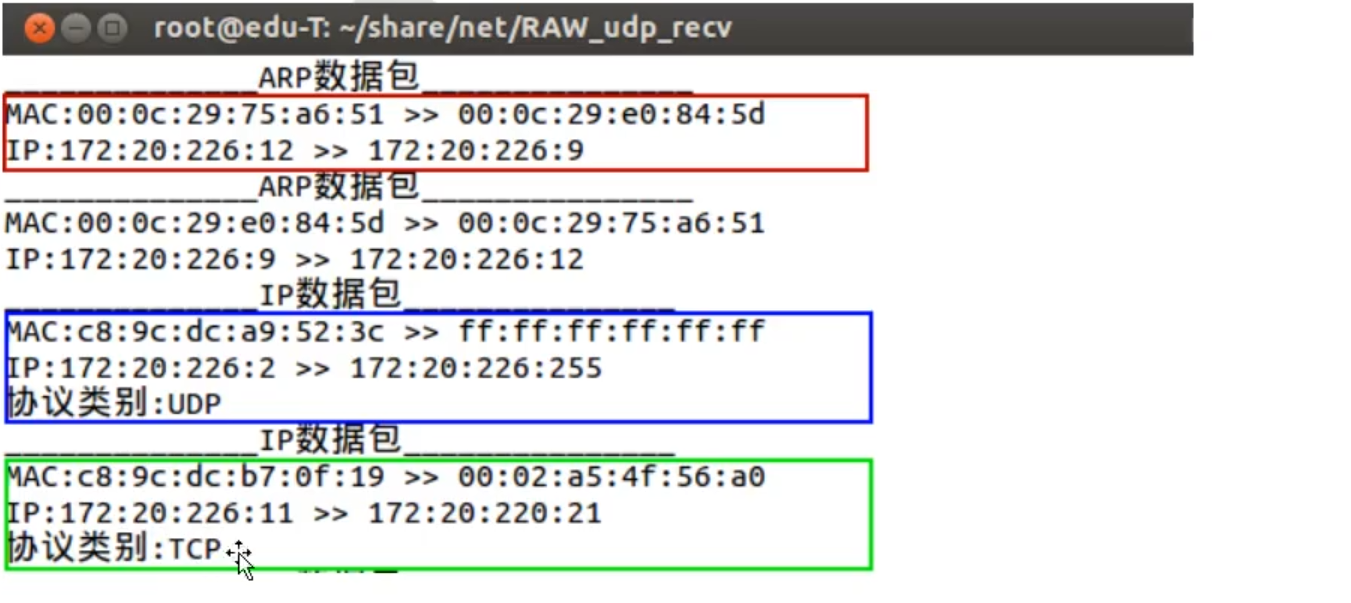 root@edu-T: ~/share/net/RAW_udp_recv
______________ARP数据包_______________
MAC:00:0c:29:75:a6:51 >> 00:0c:29:e0:84:5d
IP:172:20:226:12 >> 172:20:226:9
______________ARP数据包_______________
MAC:00:0c:29:e0:84:5d >> 00:0c:29:75:a6:51
IP:172:20:226:9 >> 172:20:226:12
______________IP数据包_______________
MAC:c8:9c:dc:a9:52:3c >> ff:ff:ff:ff:ff:ff
IP:172:20:226:2 >> 172:20:226:255
协议类别:UDP
______________IP数据包_______________
MAC:c8:9c:dc:b7:0f:19 >> 00:02:a5:4f:56:a0
IP:172:20:226:11 >> 172:20:220:21
协议类别:TCP